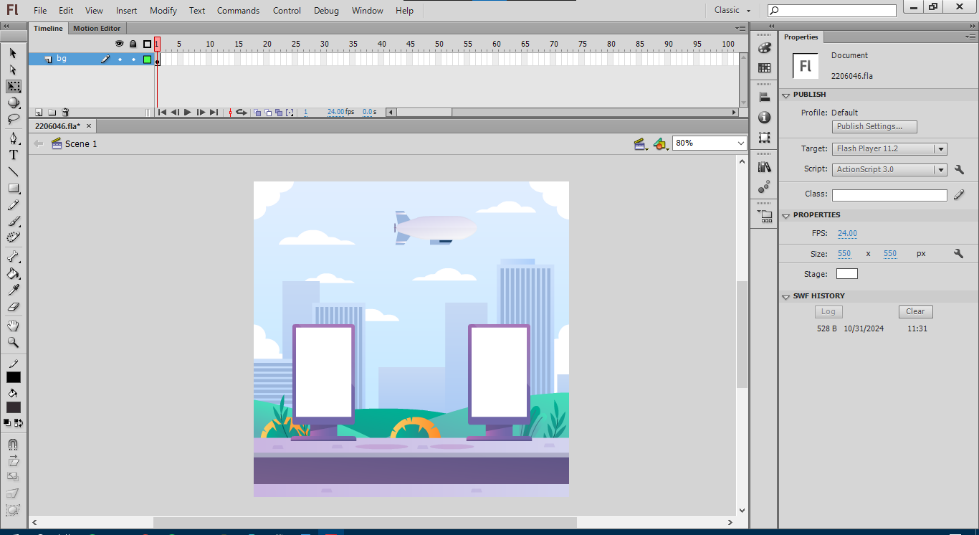 Fl File Edit View Insert Modify Text Commands Control Debug Window Help Classic
Timeline Motion Editor
1 5 10 15 20 25 30 35 40 45 50 55 60 65 70 75 80 85 90 95 100
bg
1 24.00 fps 0.0 s
2206046.fla* ×
Scene 1 80%
Properties
Fl Document
2206046.fla
PUBLISH
Profile: Default
Publish Settings...
Target: Flash Player 11.2
Script: ActionScript 3.0
Class:
PROPERTIES
FPS: 24.00
Size: 550 x 550 px
Stage:
SWF HISTORY
Log Clear
528 B 10/31/2024 11:31